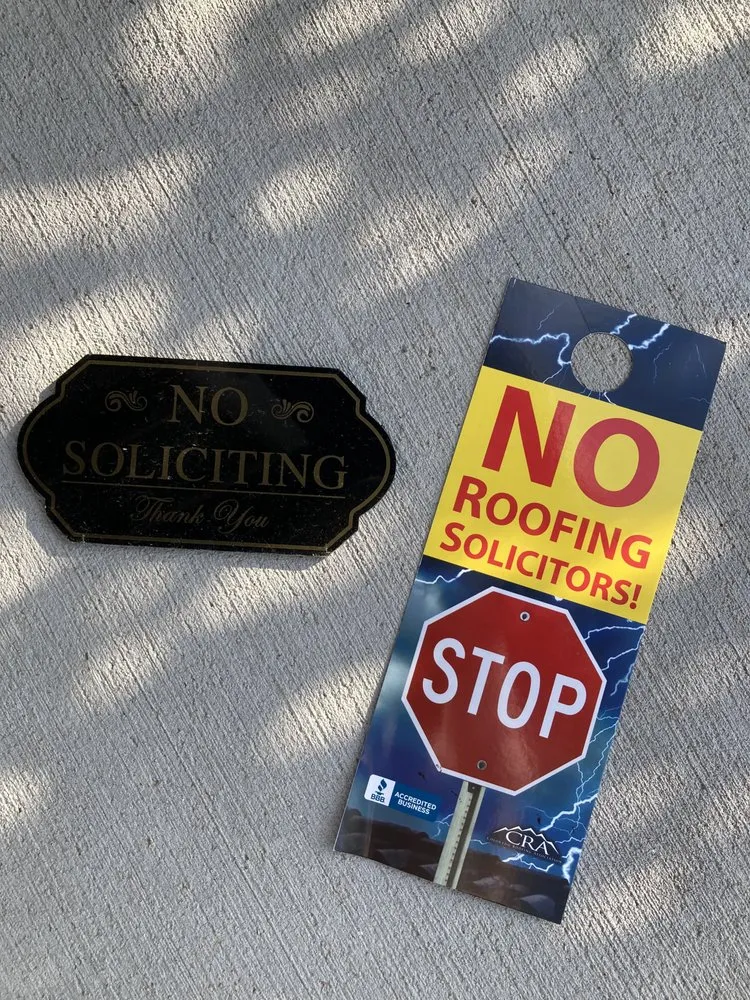 NO
SOLICITING
Thank You
NO
ROOFING
SOLICITORS!
STOP
BBB
ACCREDITED
BUSINESS
CRA